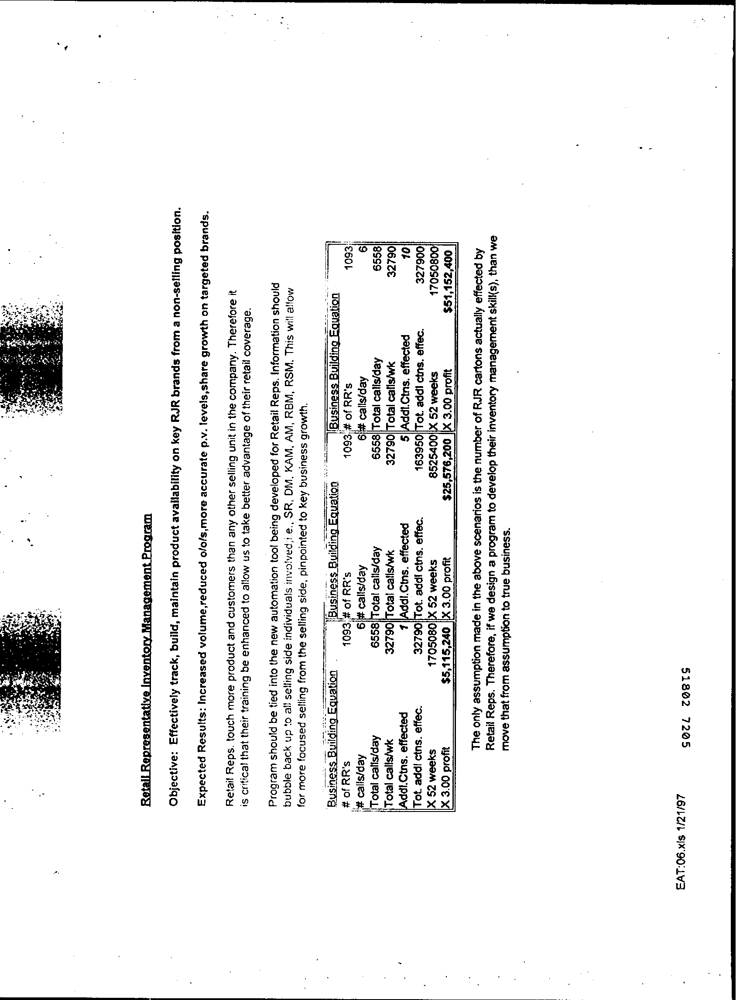 Retail Representative Inventory Management Program
Objective: Effectively track, build, maintain product availability on key RJR brands from a non-selling position.
Expected Results: Increased volume,reduced o/o/s,more accurate p.v. levels,share growth on targeted brands.
Retail Reps. touch more product and customers than any other selling unit in the company. Therefore it
is critical that their training be enhanced to allow us to take better advantage of their retail coverage.
Program should be tied into the new automation tool being developed for Retail Reps. Information should
bubble back up to all selling side individuals involved,i e., SR, DM, KAM, AM, RBM, RSM. This will allow
for more focused selling from the selling side, pinpointed to key business growth.
Business Building Equation Business Building Equation Business Building Equation
# of RR's 1093 # of RR's 1093 # of RR's 1093
# calls/day 6 # calls/day 6 # calls/day 6
Total calls/day 6558 Total calls/day 6558 Total calls/day 6558
Total calls/wk 32790 Total calls/wk 32790 Total calls/wk 32790
Addl.Ctns. effected 1 Addl.Ctns. effected 5 Addl.Ctns. effected 10
Tot. addl ctns. effec. 32790 Tot. addl ctns. effec. 163950 Tot. addl ctns. effec. 327900
X 52 weeks 1705080 X 52 weeks 8525400 X 52 weeks 17050800
X 3.00 profit $5,115,240 X 3.00 profit $25,576,200 X 3.00 profit $51,152,400
The only assumption made in the above scenarios is the number of RJR cartons actually effected by
Retail Reps. Therefore, if we design a program to develop their inventory management skill(s), than we
move that from assumption to true business.
EAT:06.xls 1/21/97
51802 7205